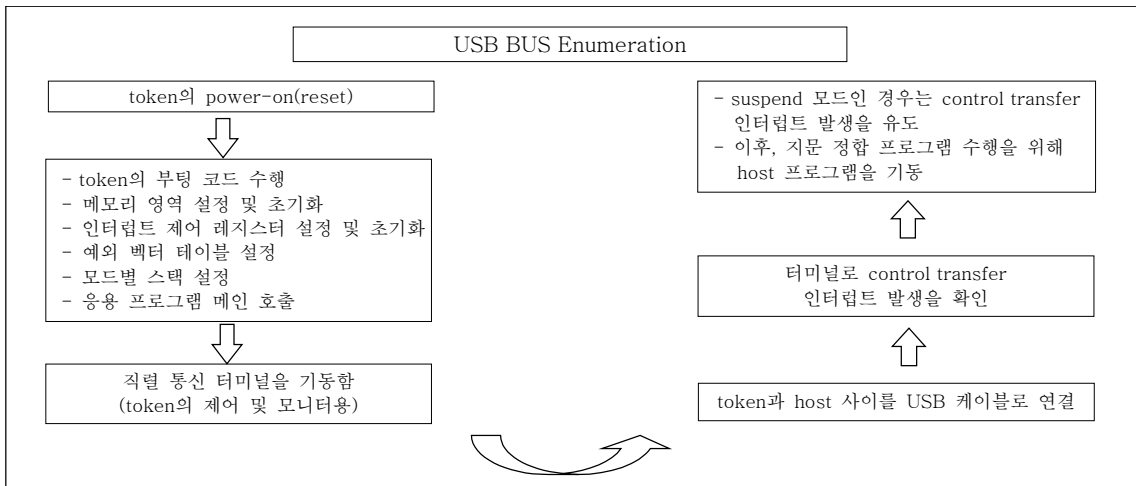 USB BUS Enumeration
token의 power-on(reset)
- token의 부팅 코드 수행
- 메모리 영역 설정 및 초기화
- 인터럽트 제어 레지스터 설정 및 초기화
- 예외 벡터 테이블 설정
- 모드별 스택 설정
- 응용 프로그램 메인 호출
직렬 통신 터미널을 기동함
(token의 제어 및 모니터용)
token과 host 사이를 USB 케이블로 연결
터미널로 control transfer
인터럽트 발생을 확인
- suspend 모드인 경우는 control transfer
인터럽트 발생을 유도
- 이후, 지문 정합 프로그램 수행을 위해
host 프로그램을 기동